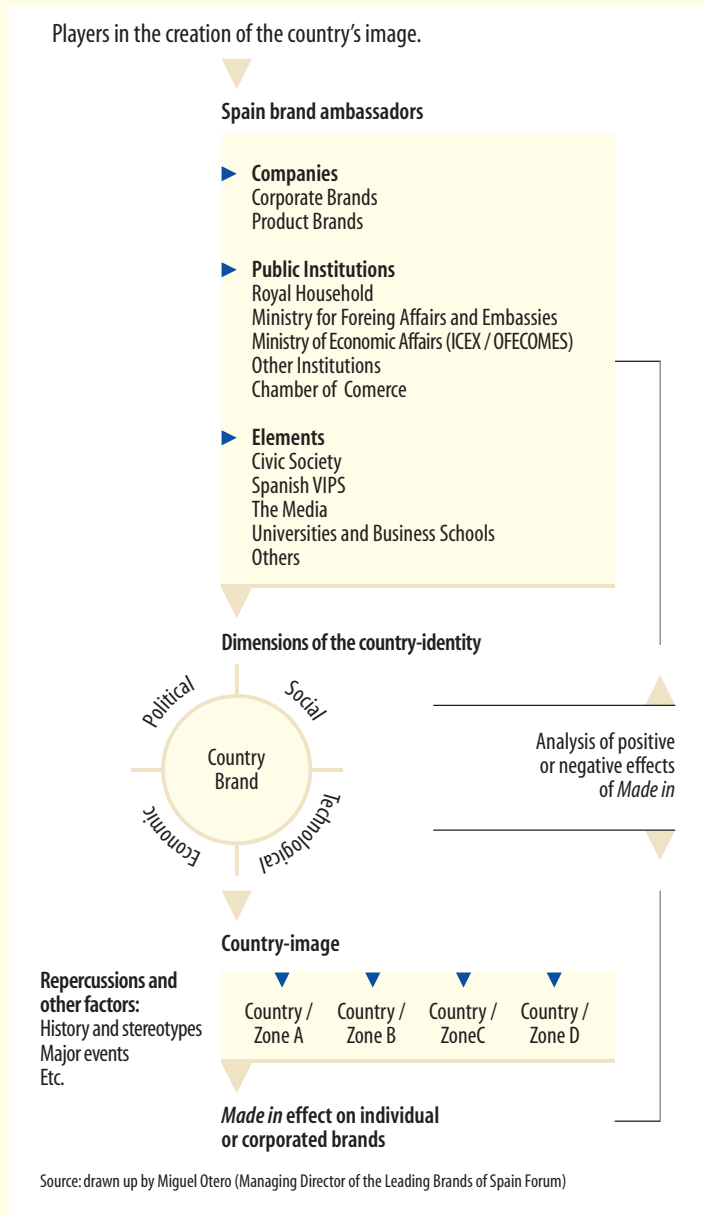 Players in the creation of the country's image.
Spain brand ambassadors
Companies
Corporate Brands
Product Brands
Public Institutions
Royal Household
Ministry for Foreing Affairs and Embassies
Ministry of Economic Affairs (ICEX / OFECOMES)
Other Institutions
Chamber of Comerce
Elements
Civic Society
Spanish VIPS
The Media
Universities and Business Schools
Others
Dimensions of the country-identity
Political
Social
Country
Brand
Economic
Technological
Analysis of positive
or negative effects
of Made in
Country-image
Repercussions and
other factors:
History and stereotypes
Major events
Etc.
Country /
Zone A
Country /
Zone B
Country /
ZoneC
Country /
Zone D
Made in effect on individual
or corporated brands
Source: drawn up by Miguel Otero (Managing Director of the Leading Brands of Spain Forum)